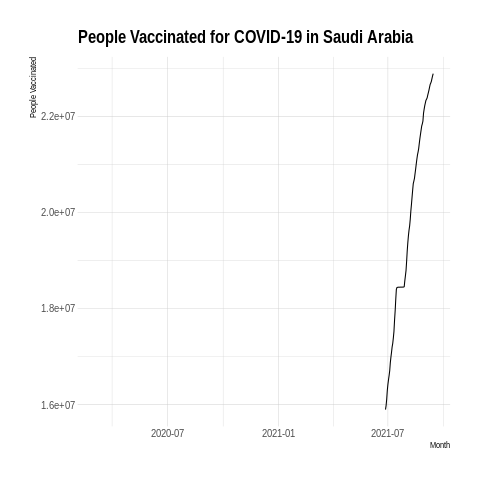 People Vaccinated for COVID-19 in Saudi Arabia
People Vaccinated
2.2e+07
2.0e+07
1.8e+07
1.6e+07
2020-07
2021-01
2021-07
Month